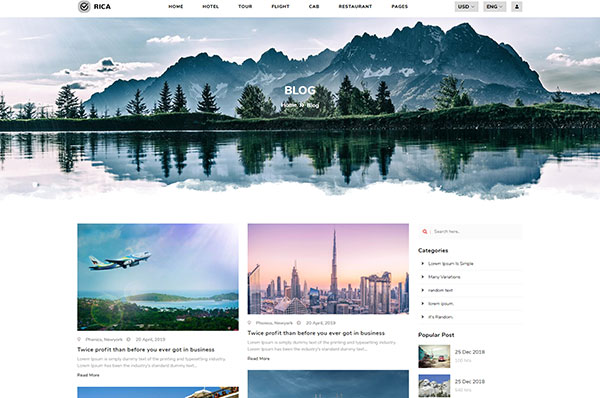 RICA
HOME HOTEL TOUR FLIGHT CAB RESTAURANT PAGES
USD ENG
BLOG
Home Blog
Phoenix, Newyork 20 April, 2019
Twice profit than before you ever got in business
Lorem Ipsum is simply dummy text of the printing and typesetting industry.
Lorem Ipsum has been the industry's standard dummy text...
Read More
Phoenix, Newyork 20 April, 2019
Twice profit than before you ever got in business
Lorem Ipsum is simply dummy text of the printing and typesetting industry.
Lorem Ipsum has been the industry's standard dummy text...
Read More
Search here..
Categories
Lorem Ipsum Is Simple
Many Variations
random text
lorem ipsum
It's Random
Popular Post
25 Dec 2018
25 Dec 2018